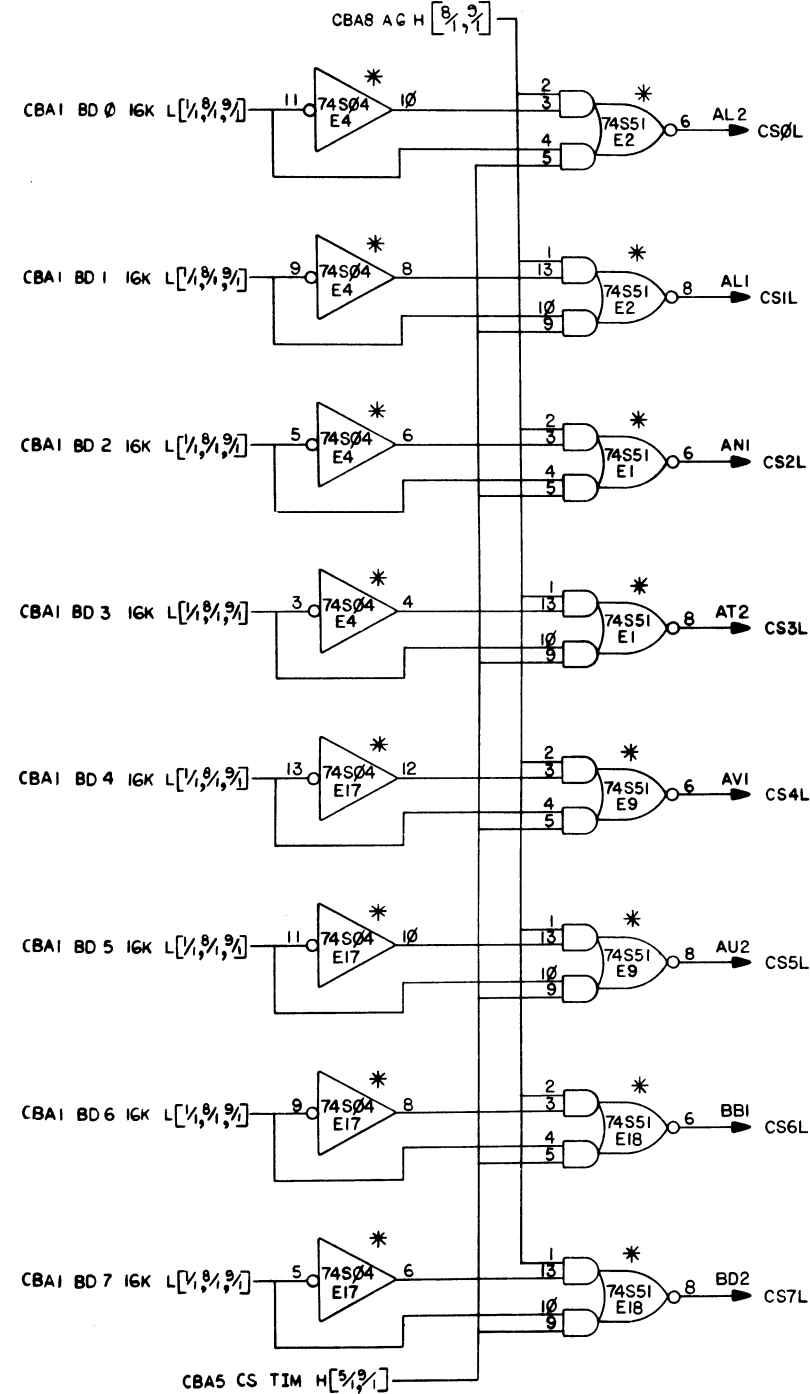 CBA8 AG H [8/1, 9/1]
CBA1 BD Ø 16K L[1/1, 8/1, 9/1] 11 74SØ4 E4 1Ø * 2 3 4 5 74S51 E2 * 6 AL2 CSØL
CBA1 BD 1 16K L[1/1, 8/1, 9/1] 9 74SØ4 E4 8 * 1 13 1Ø 9 74S51 E2 * 8 AL1 CS1L
CBA1 BD 2 16K L[1/1, 8/1, 9/1] 5 74SØ4 E4 6 * 2 3 4 5 74S51 E1 * 6 AN1 CS2L
CBA1 BD 3 16K L[1/1, 8/1, 9/1] 3 74SØ4 E4 4 * 1 13 1Ø 9 74S51 E1 * 8 AT2 CS3L
CBA1 BD 4 16K L[1/1, 8/1, 9/1] 13 74SØ4 E17 12 * 2 3 4 5 74S51 E9 * 6 AV1 CS4L
CBA1 BD 5 16K L[1/1, 8/1, 9/1] 11 74SØ4 E17 1Ø * 1 13 1Ø 9 74S51 E9 * 8 AU2 CS5L
CBA1 BD 6 16K L[1/1, 8/1, 9/1] 9 74SØ4 E17 8 * 2 3 4 5 74S51 E18 * 6 BB1 CS6L
CBA1 BD 7 16K L[1/1, 8/1, 9/1] 5 74SØ4 E17 6 * 1 13 1Ø 9 74S51 E18 * 8 BD2 CS7L
CBA5 CS TIM H[5/1, 9/1]